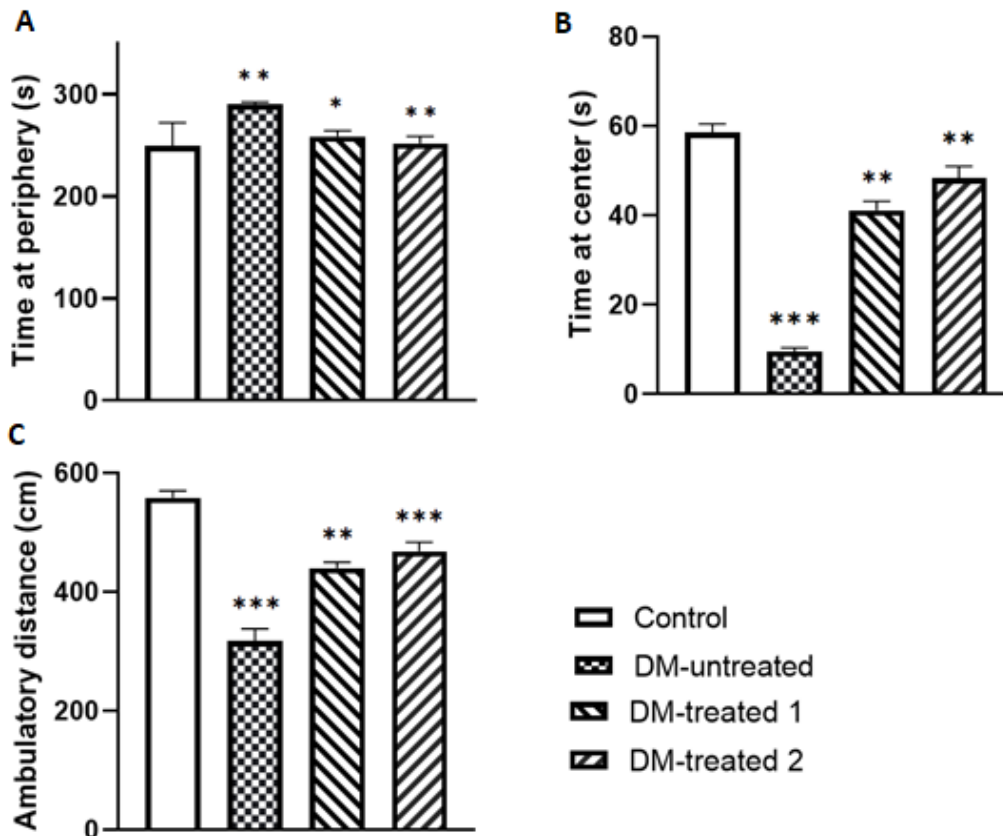 A
Time at periphery (s)
300
200
100
0
**
*
**
B
Time at center (s)
80
60
40
20
0
***
**
**
C
Ambulatory distance (cm)
600
400
200
0
***
**
***
Control
DM-untreated
DM-treated 1
DM-treated 2